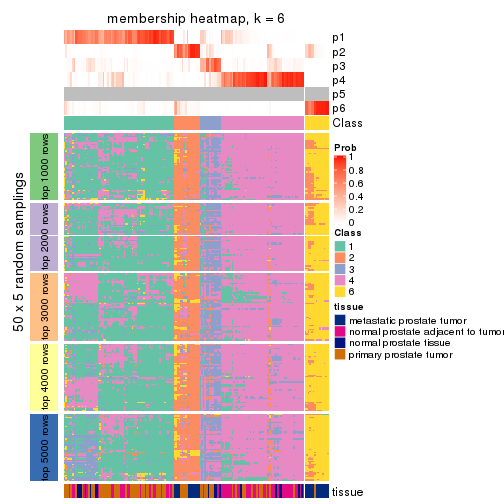 membership heatmap, k = 6
p1
p2
p3
p4
p5
p6
Class
50 x 5 random samplings
top 1000 rows
top 2000 rows
top 3000 rows
top 4000 rows
top 5000 rows
Prob
1
0.8
0.6
0.4
0.2
0
Class
1
2
3
4
6
tissue
metastatic prostate tumor
normal prostate adjacent to tumor
normal prostate tissue
primary prostate tumor
tissue